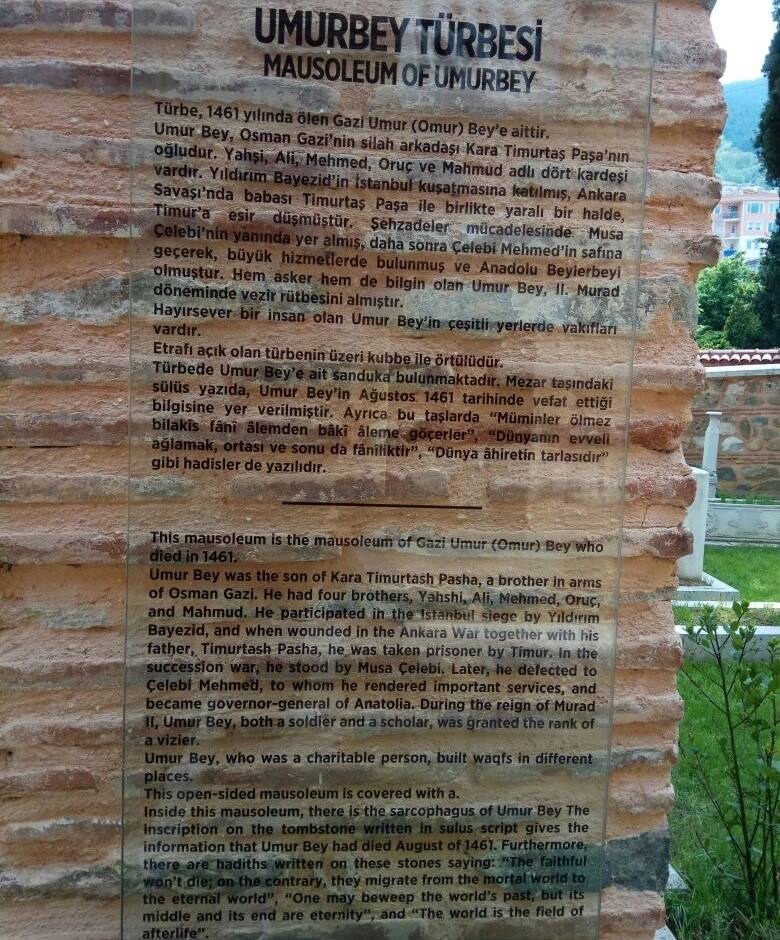 UMURBEY TÜRBESİ
MAUSOLEUM OF UMURBEY
Türbe, 1461 yılında ölen Gazi Umur (Omur) Bey'e aittir.
Umur Bey, Osman Gazi'nin silah arkadaşı Kara Timurtaş Paşa'nın
oğludur. Yahşi, Ali, Mehmed, Oruç ve Mahmud adlı dört kardeşi
vardır. Yıldırım Bayezid'in İstanbul kuşatmasına katılmış, Ankara
Savaşı'nda babası Timurtaş Paşa ile birlikte yaralı bir halde,
Timur'a esir düşmüştür. Şehzadeler mücadelesinde Musa
Çelebi'nin yanında yer almış, daha sonra Çelebi Mehmed'in safına
geçerek, büyük hizmetlerde bulunmuş ve Anadolu Beylerbeyi
olmuştur. Hem asker hem de bilgin olan Umur Bey, II. Murad
döneminde vezir rütbesini almıştır.
Hayırsever bir insan olan Umur Bey'in çeşitli yerlerde vakıfları
vardır.
Etrafı açık olan türbenin üzeri kubbe ile örtülüdür.
Türbede Umur Bey'e ait sanduka bulunmaktadır. Mezar taşındaki
sülüs yazıda, Umur Bey'in Ağustos 1461 tarihinde vefat ettiği
bilgisine yer verilmiştir. Ayrıca bu taşlarda "Müminler ölmez
bilakis fânî âlemden bâkî âleme göçerler", "Dünyanın evveli
ağlamak, ortası ve sonu da fânîliktir", "Dünya âhiretin tarlasıdır"
gibi hadisler de yazılıdır.
This mausoleum is the mausoleum of Gazi Umur (Omur) Bey who
died in 1461.
Umur Bey was the son of Kara Timurtash Pasha, a brother in arms
of Osman Gazi. He had four brothers, Yahshi, Ali, Mehmed, Oruç,
and Mahmud. He participated in the Istanbul siege by Yıldırım
Bayezid, and when wounded in the Ankara War together with his
father, Timurtash Pasha, he was taken prisoner by Timur. In the
succession war, he stood by Musa Çelebi. Later, he defected to
Çelebi Mehmed, to whom he rendered important services, and
became governor-general of Anatolia. During the reign of Murad
II, Umur Bey, both a soldier and a scholar, was granted the rank of
a vizier.
Umur Bey, who was a charitable person, built waqfs in different
places.
This open-sided mausoleum is covered with a.
Inside this mausoleum, there is the sarcophagus of Umur Bey The
inscription on the tombstone written in sulus script gives the
information that Umur Bey had died August of 1461. Furthermore,
there are hadiths written on these stones saying: "The faithful
won't die; on the contrary, they migrate from the mortal world to
the eternal world", "One may beweep the world's past, but its
middle and its end are eternity", and "The world is the field of
afterlife".